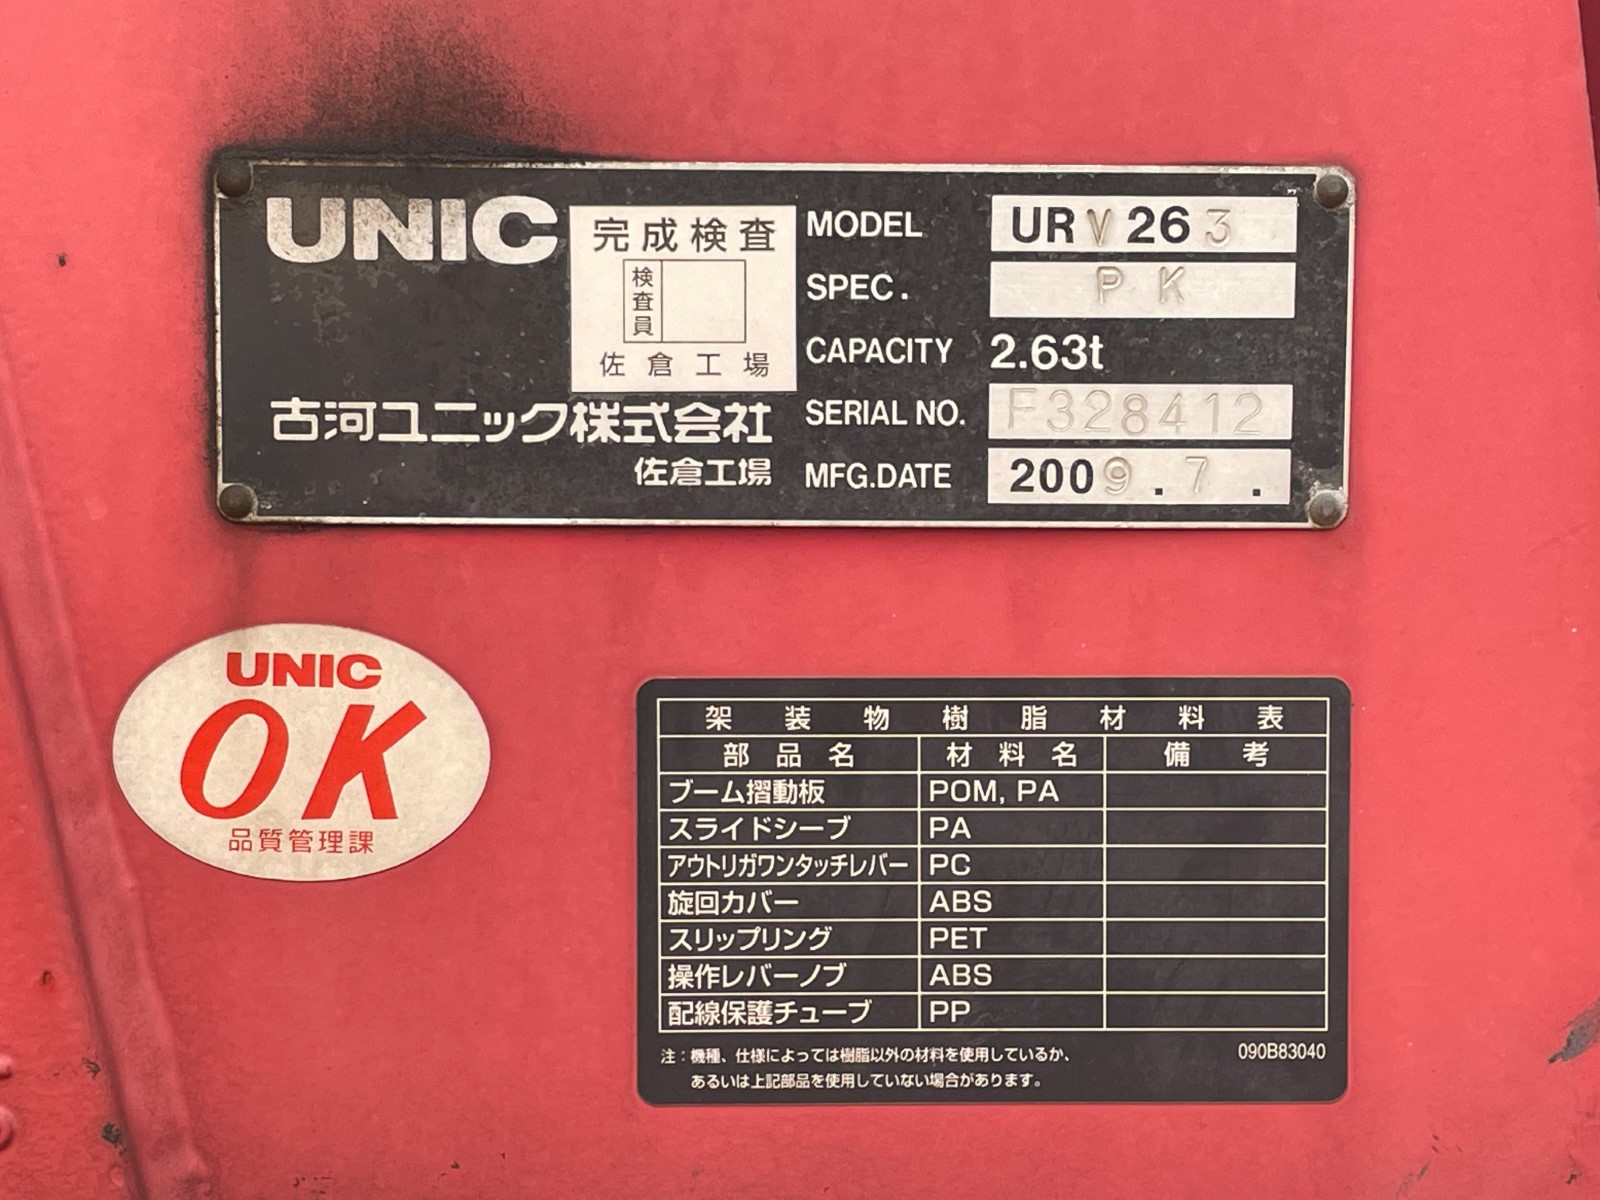 UNIC
完成検査
検査員
佐倉工場
古河ユニック株式会社
佐倉工場
MODEL URV263
SPEC. PK
CAPACITY 2.63t
SERIAL NO. F328412
MFG.DATE 2009.7.
UNIC
OK
品質管理課
架装物樹脂材料表
部品名 材料名 備考
ブーム摺動板 POM, PA
スライドシーブ PA
アウトリガワンタッチレバー PC
旋回カバー ABS
スリップリング PET
操作レバーノブ ABS
配線保護チューブ PP
注：機種、仕様によっては樹脂以外の材料を使用しているか、
あるいは上記部品を使用していない場合があります。
090B83040